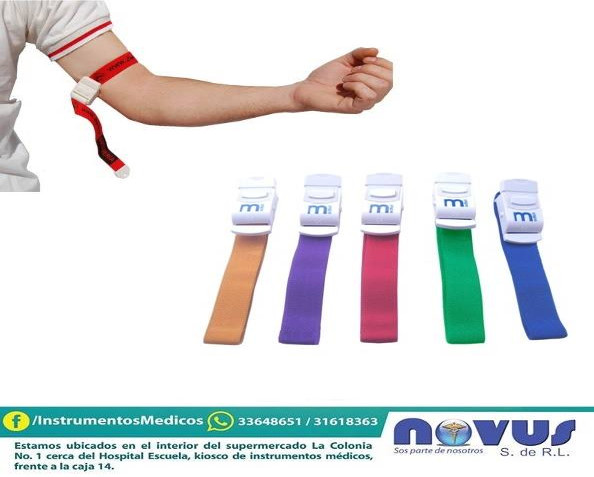 m
m
m
m
m
/InstrumentosMedicos 33648651 / 31618363
Estamos ubicados en el interior del supermercado La Colonia
No. 1 cerca del Hospital Escuela, kiosco de instrumentos médicos,
frente a la caja 14.
novus
Sos parte de nosotros S. de R.L.